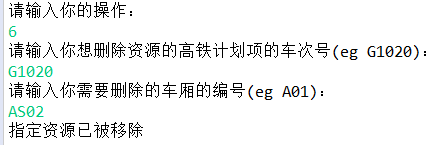 请输入你的操作：
6
请输入你想删除资源的高铁计划项的车次号(eg G1020)：
G1020
请输入你需要删除的车厢的编号(eg A01)：
AS02
指定资源已被移除